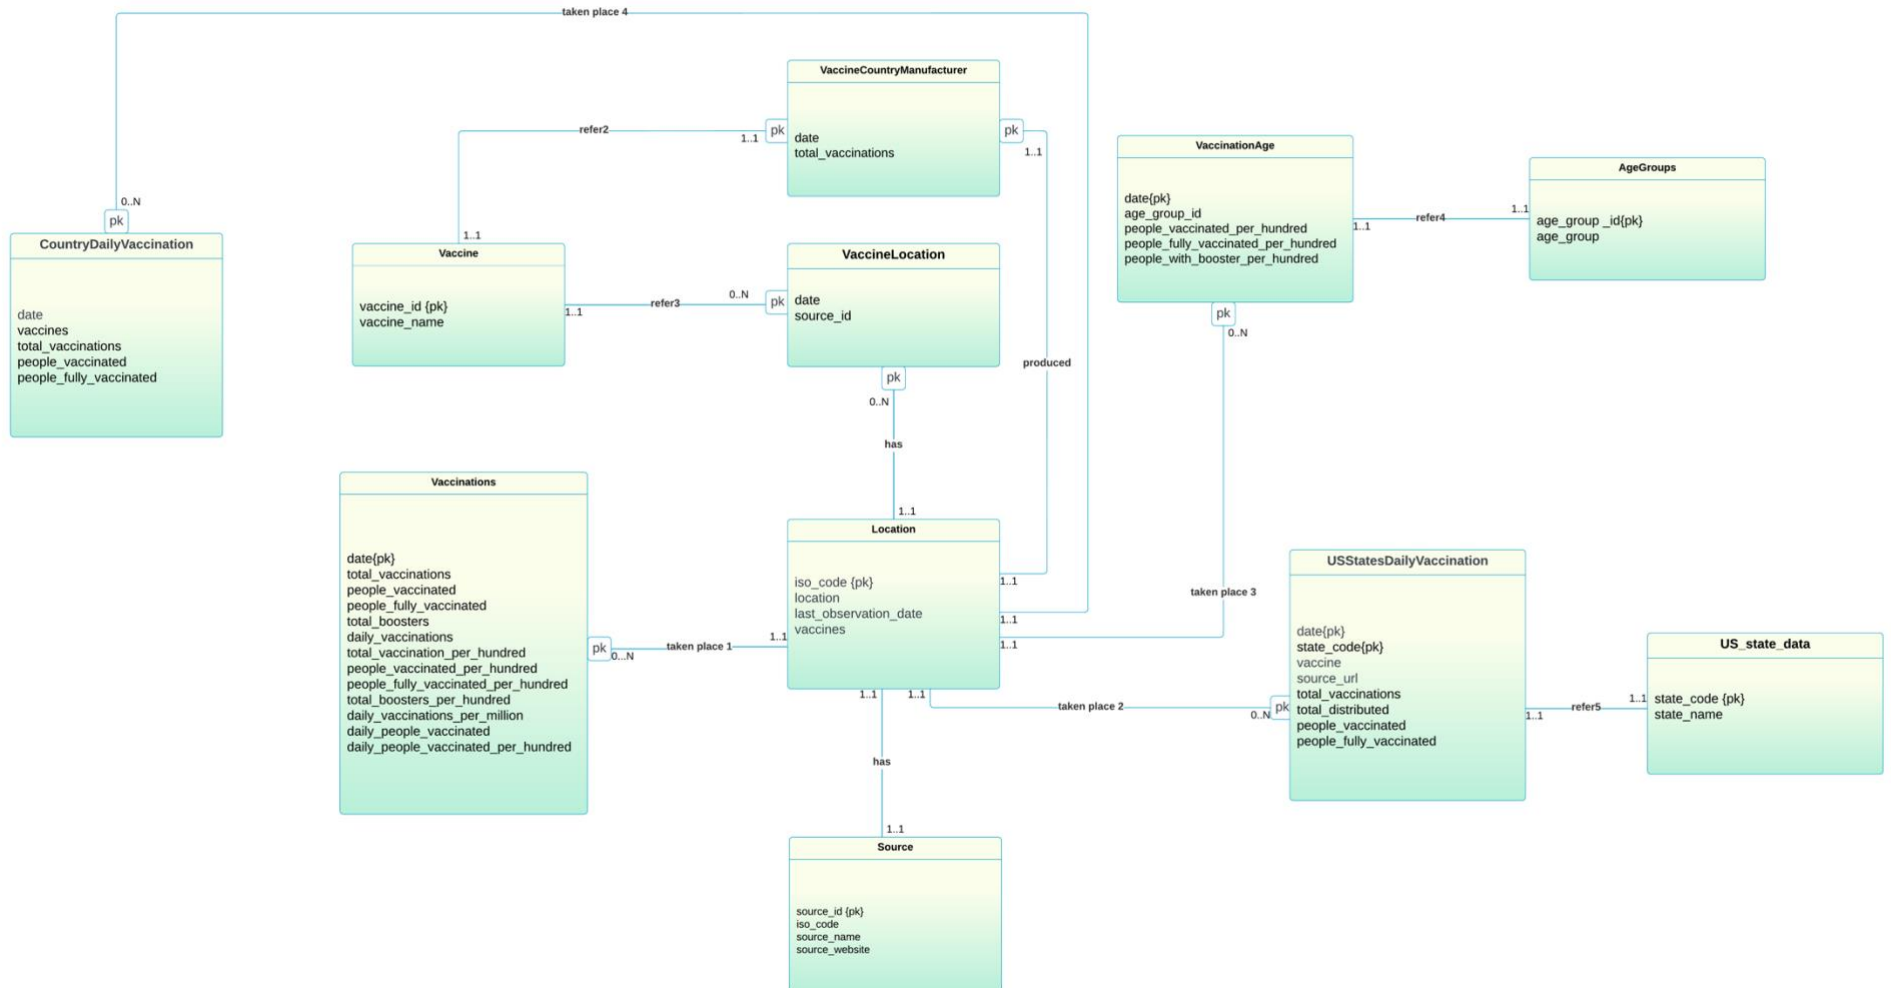 taken place 4
VaccineCountryManufacturer
date
total_vaccinations
pk
pk
1..1
1..1
refer2
1..1
VaccinationAge
date{pk}
age_group_id
people_vaccinated_per_hundred
people_fully_vaccinated_per_hundred
people_with_booster_per_hundred
1..1
refer4
1..1
AgeGroups
age_group _id{pk}
age_group
0..N
pk
CountryDailyVaccination
date
vaccines
total_vaccinations
people_vaccinated
people_fully_vaccinated
Vaccine
vaccine_id {pk}
vaccine_name
1..1
refer3
0..N
pk
VaccineLocation
date
source_id
pk
0..N
has
1..1
produced
pk
0..N
taken place 3
Vaccinations
date{pk}
total_vaccinations
people_vaccinated
people_fully_vaccinated
total_boosters
daily_vaccinations
total_vaccination_per_hundred
people_vaccinated_per_hundred
people_fully_vaccinated_per_hundred
total_boosters_per_hundred
daily_vaccinations_per_million
daily_people_vaccinated
daily_people_vaccinated_per_hundred
pk
0...N
taken place 1
1..1
Location
iso_code {pk}
location
last_observation_date
vaccines
1..1
1..1
1..1
1..1
1..1
taken place 2
0..N
pk
USStatesDailyVaccination
date{pk}
state_code{pk}
vaccine
source_url
total_vaccinations
total_distributed
people_vaccinated
people_fully_vaccinated
1..1
refer5
1..1
US_state_data
state_code {pk}
state_name
has
1..1
Source
source_id {pk}
iso_code
source_name
source_website